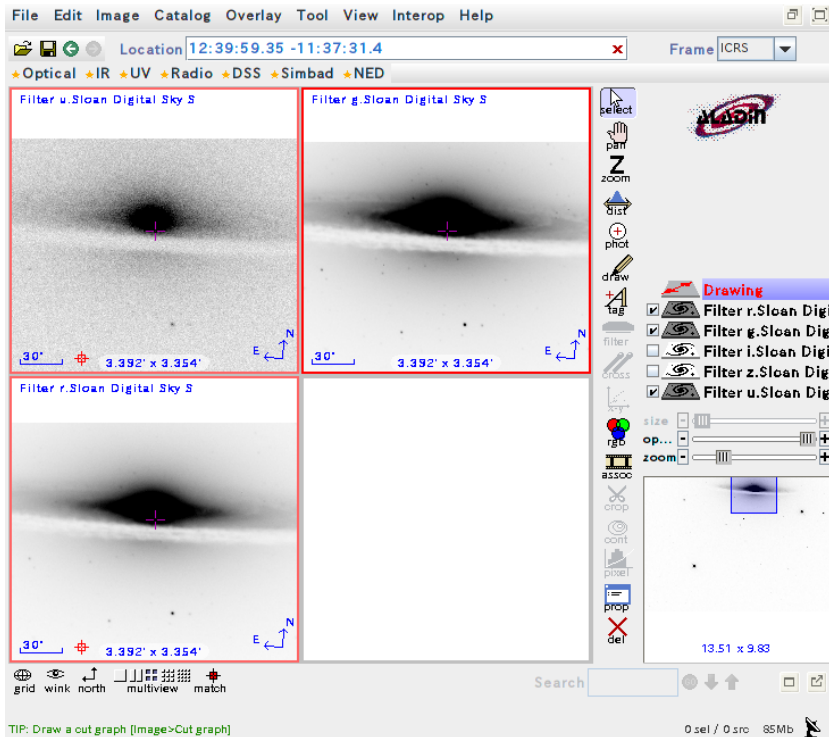 File Edit Image Catalog Overlay Tool View Interop Help
Location 12:39:59.35 -11:37:31.4 x Frame ICRS
Optical IR UV Radio DSS Simbad NED
Filter u.Sloan Digital Sky S
30"
3.392' x 3.354'
E
N
Filter g.Sloan Digital Sky S
30"
3.392' x 3.354'
E
N
Filter r.Sloan Digital Sky S
30"
3.392' x 3.354'
E
N
select
pan
Z
zoom
dist
phot
draw
A
tag
filter
cross
x-y
rgb
assoc
crop
cont
pixel
prop
del
ALADIN
Drawing
Filter r.Sloan Digi
Filter g.Sloan Digi
Filter i.Sloan Digi
Filter z.Sloan Digi
Filter u.Sloan Dig
size - +
op... - +
zoom - +
13.51 x 9.83
grid wink north multiview match
Search
TIP: Draw a cut graph [Image>Cut graph]
0 sel / 0 src 85Mb